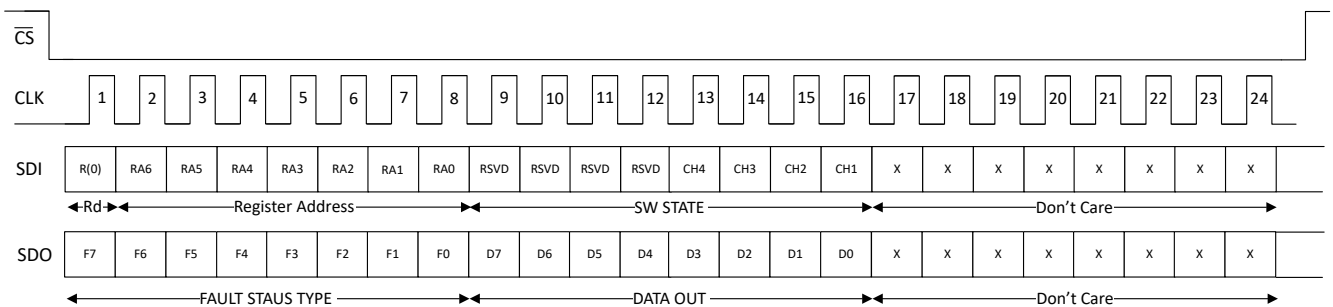 CS
CLK 1 2 3 4 5 6 7 8 9 10 11 12 13 14 15 16 17 18 19 20 21 22 23 24
SDI R(0) RA6 RA5 RA4 RA3 RA2 RA1 RA0 RSVD RSVD RSVD RSVD CH4 CH3 CH2 CH1 X X X X X X X X
Rd Register Address SW STATE Don't Care
SDO F7 F6 F5 F4 F3 F2 F1 F0 D7 D6 D5 D4 D3 D2 D1 D0 X X X X X X X X
FAULT STAUS TYPE DATA OUT Don't Care